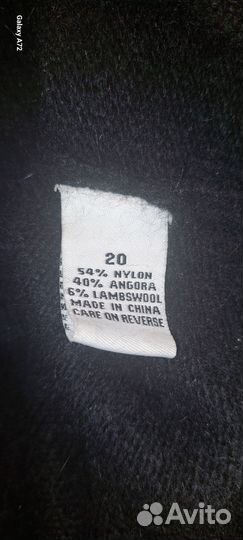 Galaxy A72
20
54% NYLON
40% ANGORA
6% LAMBSWOOL
MADE IN CHINA
CARE ON REVERSE
Avito